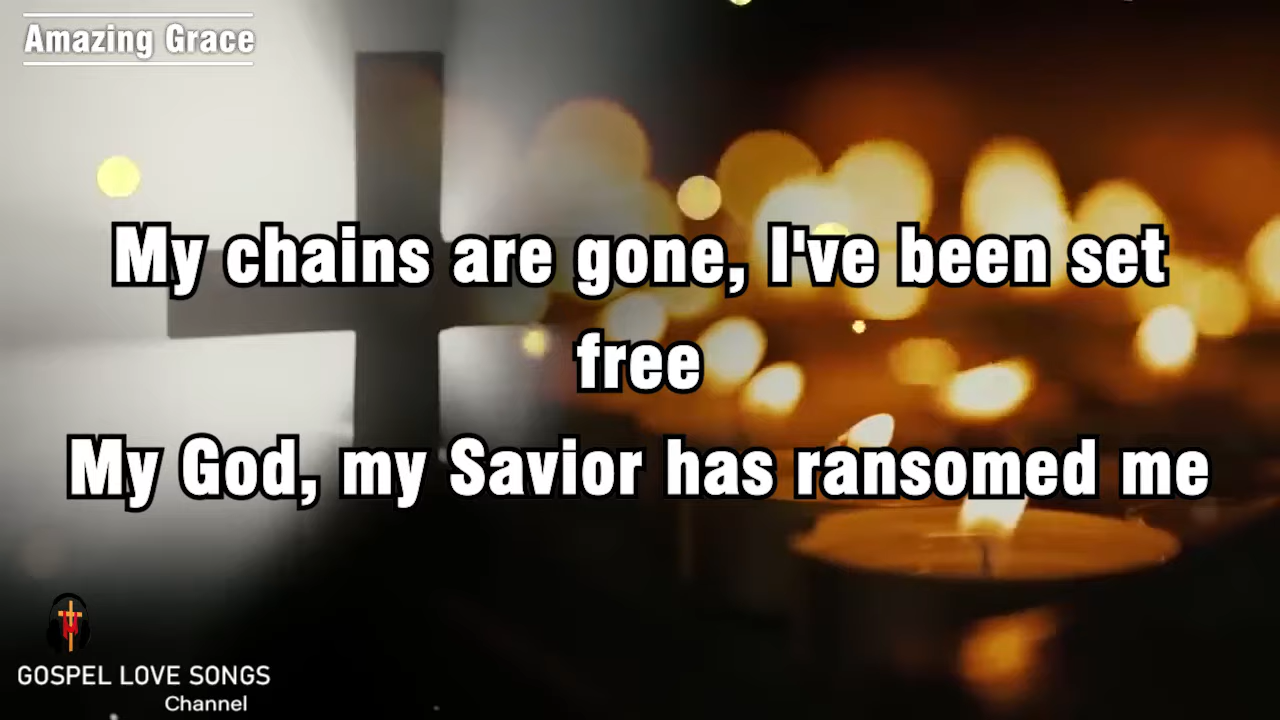 Amazing Grace
My chains are gone, I've been set
free
My God, my Savior has ransomed me
GOSPEL LOVE SONGS
Channel